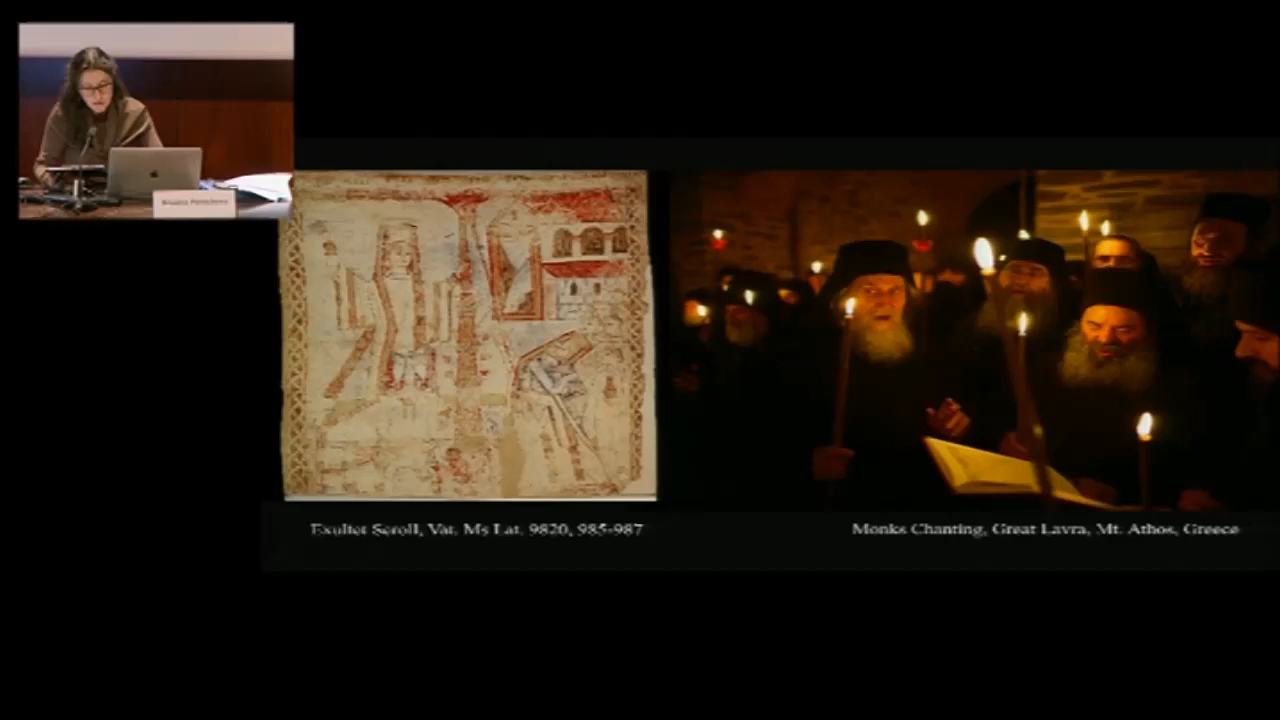 Exultet Scroll, Vat. Ms Lat. 9820, 985-987
Monks Chanting, Great Lavra, Mt. Athos, Greece